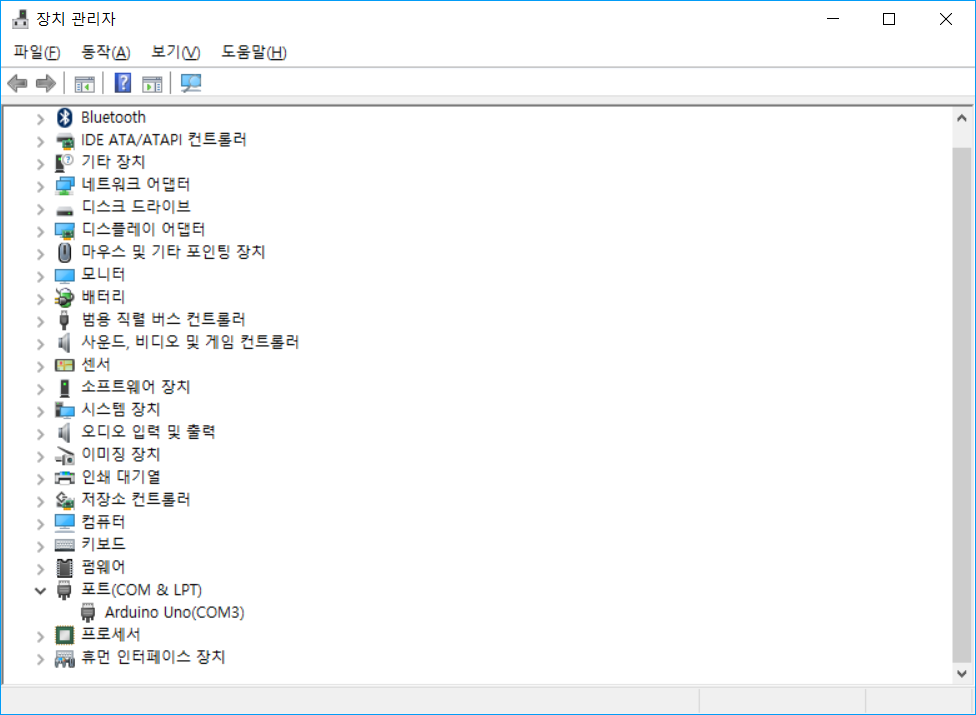 장치 관리자
파일(F) 동작(A) 보기(V) 도움말(H)
?
Bluetooth
IDE ATA/ATAPI 컨트롤러
기타 장치
네트워크 어댑터
디스크 드라이브
디스플레이 어댑터
마우스 및 기타 포인팅 장치
모니터
배터리
범용 직렬 버스 컨트롤러
사운드, 비디오 및 게임 컨트롤러
센서
소프트웨어 장치
시스템 장치
오디오 입력 및 출력
이미징 장치
인쇄 대기열
저장소 컨트롤러
컴퓨터
키보드
펌웨어
포트(COM & LPT)
Arduino Uno(COM3)
프로세서
휴먼 인터페이스 장치